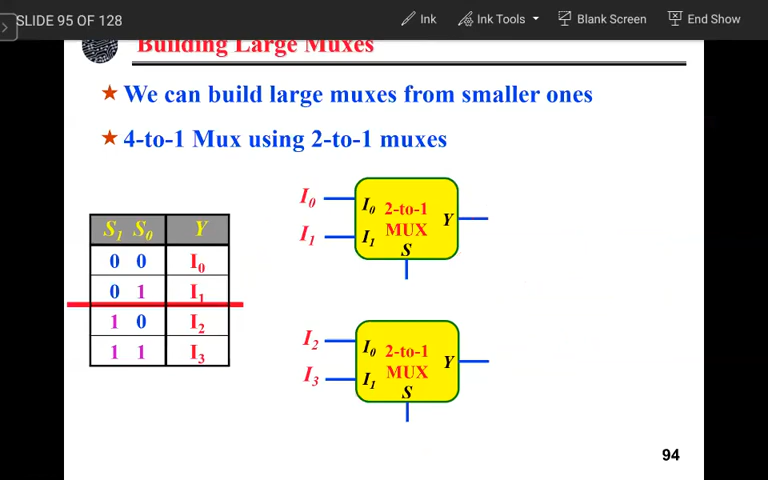 SLIDE 95 OF 128
Ink
Ink Tools
Blank Screen
End Show
Building Large Muxes
★ We can build large muxes from smaller ones
★ 4-to-1 Mux using 2-to-1 muxes
S₁ S₀ Y
0 0 I₀
0 1 I₁
1 0 I₂
1 1 I₃
I₀ I₀ 2-to-1
MUX Y
I₁ I₁
S
I₂ I₀ 2-to-1
MUX Y
I₃ I₁
S
94